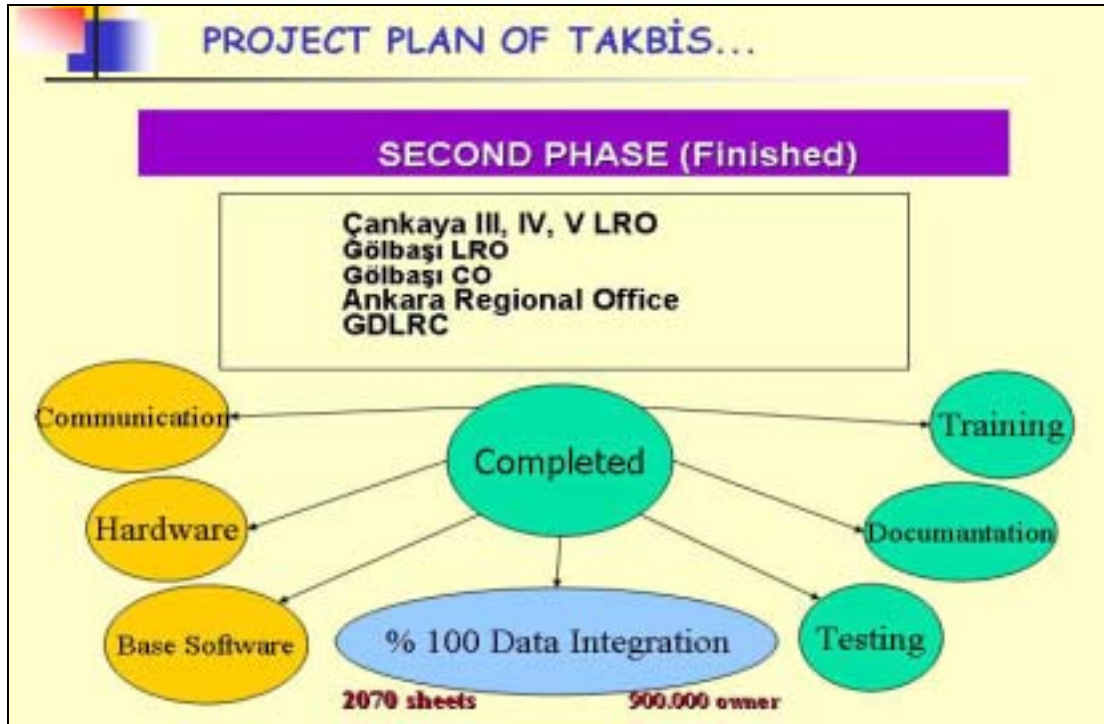 PROJECT PLAN OF TAKBİS...
SECOND PHASE (Finished)
Çankaya III, IV, V LRO
Gölbaşı LRO
Gölbaşı CO
Ankara Regional Office
GDLRC
Communication
Completed
Training
Hardware
Documantation
Base Software
% 100 Data Integration
Testing
2070 sheets
900.000 owner